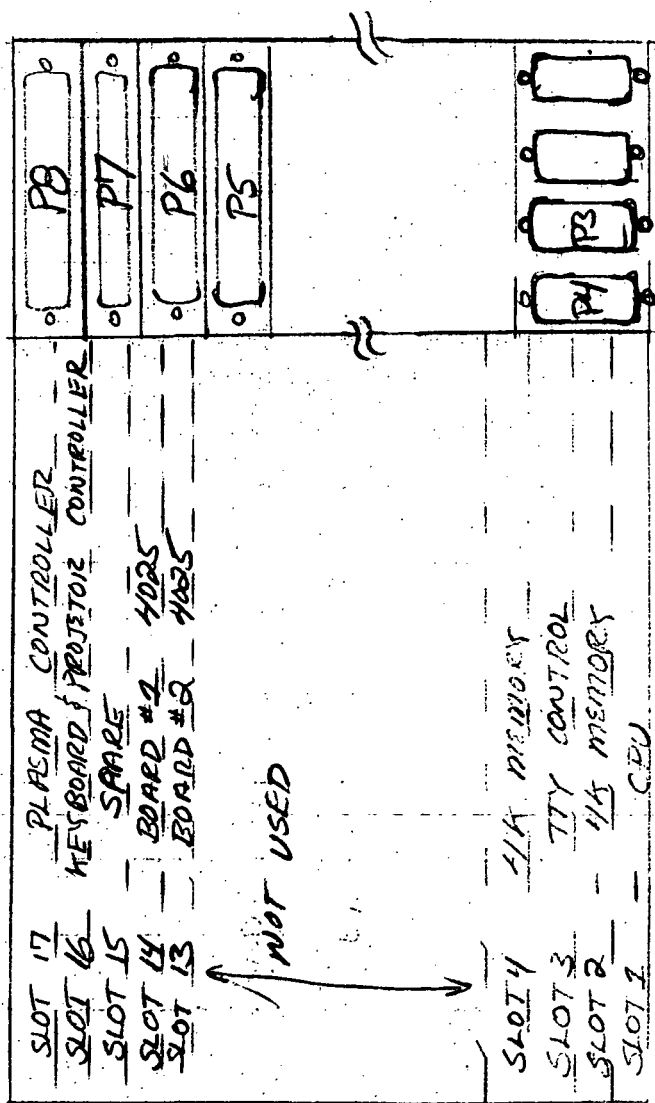 SLOT 17 PLASMA CONTROLLER
SLOT 16 KEYBOARD & PROJETOR CONTROLLER
SLOT 15 SPARE
SLOT 14 BOARD #1 4025
SLOT 13 BOARD #2 4025
NOT USED
SLOT 4 4K MEMORY
SLOT 3 TTY CONTROL
SLOT 2 4K MEMORY
SLOT 1 CPU
P8
P7
P6
P5
P3
P4